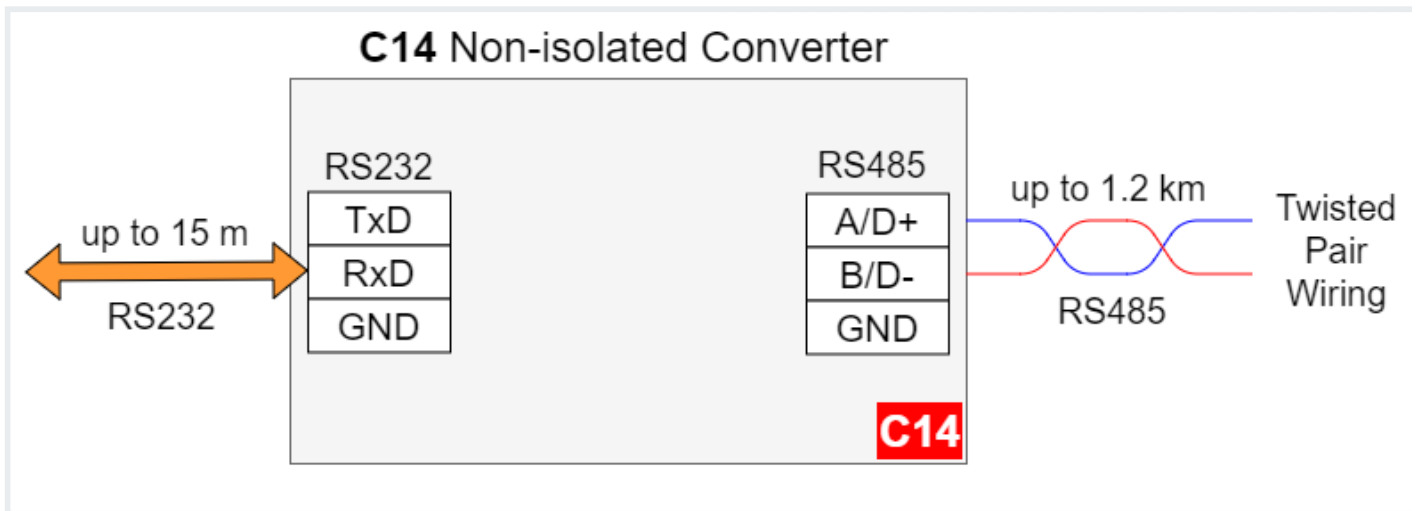 C14 Non-isolated Converter
RS232
TxD
RxD
GND
up to 15 m
RS232
RS485
A/D+
B/D-
GND
up to 1.2 km
RS485
Twisted
Pair
Wiring
C14